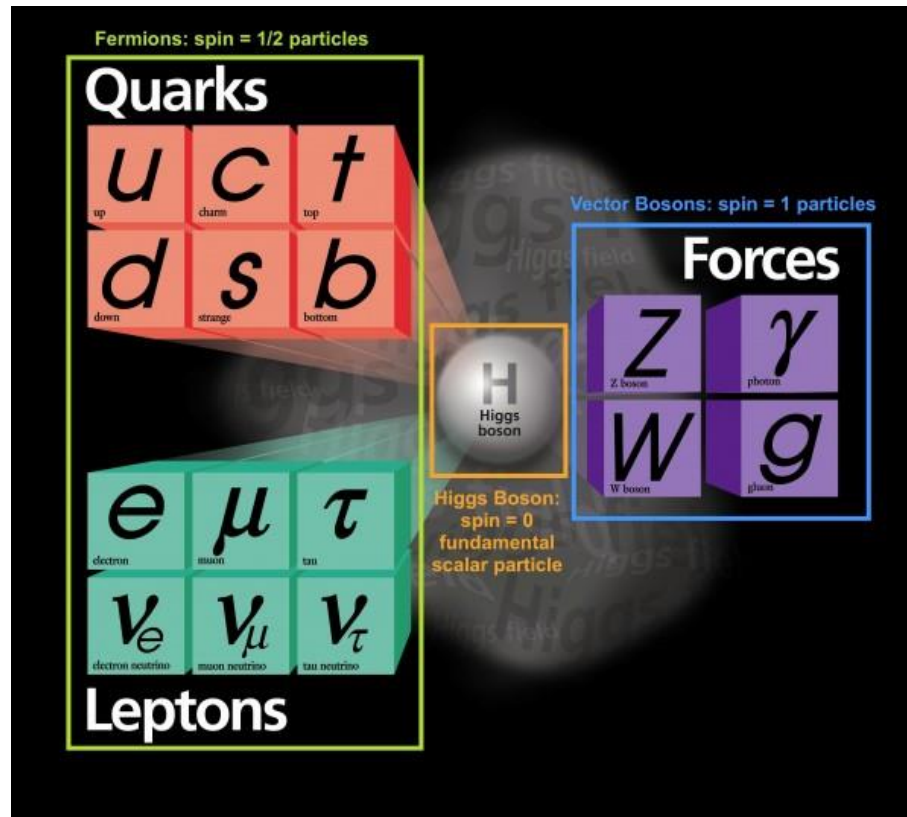 Fermions: spin = 1/2 particles
Quarks
u
up
c
charm
t
top
d
down
s
strange
b
bottom
Higgs field
Vector Bosons: spin = 1 particles
Forces
Z
Z boson
γ
photon
W
W boson
g
gluon
H
Higgs
boson
Higgs Boson:
spin = 0
fundamental
scalar particle
e
electron
μ
muon
τ
tau
νe
electron neutrino
νμ
muon neutrino
ντ
tau neutrino
Leptons